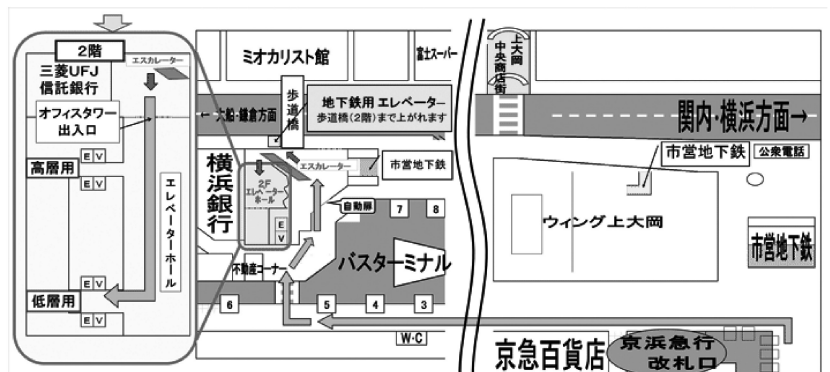 2階
三菱UFJ
信託銀行
エスカレーター
オフィスタワー
出入口
E V
高層用
E V
エレベーターホール
E V
低層用
E V
ミオカリスト館
富士スーパー
歩道橋
←大船・鎌倉方面
地下鉄用 エレベーター
歩道橋(2階)まで上がれます
横浜銀行
エスカレーター
市営地下鉄
2F
エレベーター
ホール
E
V
自動扉
不動産コーナー
バスターミナル
7
8
6
5
4
3
W・C
上大岡
中央商店街
関内・横浜方面→
市営地下鉄
公衆電話
ウィング上大岡
市営地下鉄
京急百貨店
京浜急行
改札口